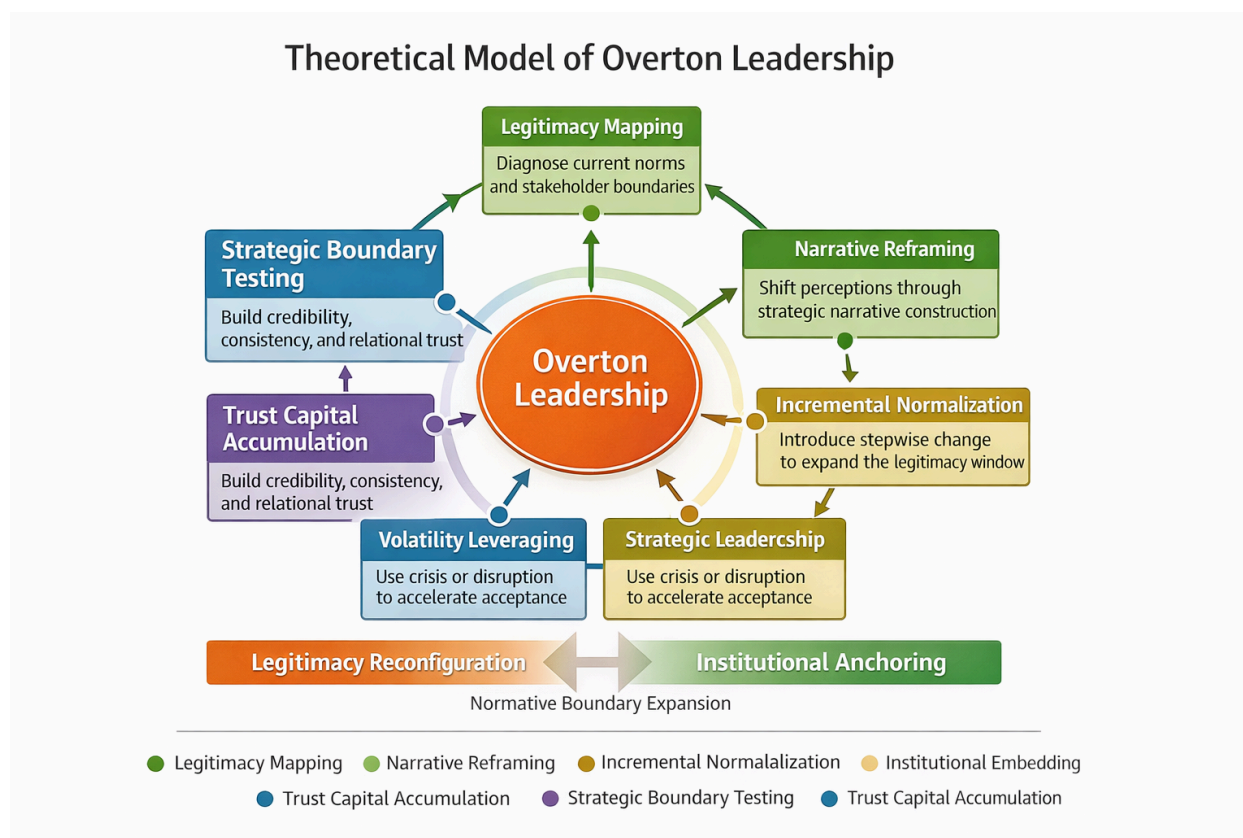 Theoretical Model of Overton Leadership
Legitimacy Mapping
Diagnose current norms
and stakeholder boundaries
Strategic Boundary
Testing
Build credibility,
consistency, and relational trust
Narrative Reframing
Shift perceptions through
strategic narrative construction
Overton
Leadership
Trust Capital
Accumulation
Build credibility, consistency,
and relational trust
Incremental Normalization
Introduce stepwise change
to expand the legitimacy window
Volatility Leveraging
Use crisis or disruption
to accelerate acceptance
Strategic Leadercship
Use crisis or disruption
to accelerate acceptance
Legitimacy Reconfiguration
Institutional Anchoring
Normative Boundary Expansion
Legitimacy Mapping
Narrative Reframing
Incremental Normalalization
Institutional Embedding
Trust Capital Accumulation
Strategic Boundary Testing
Trust Capital Accumulation